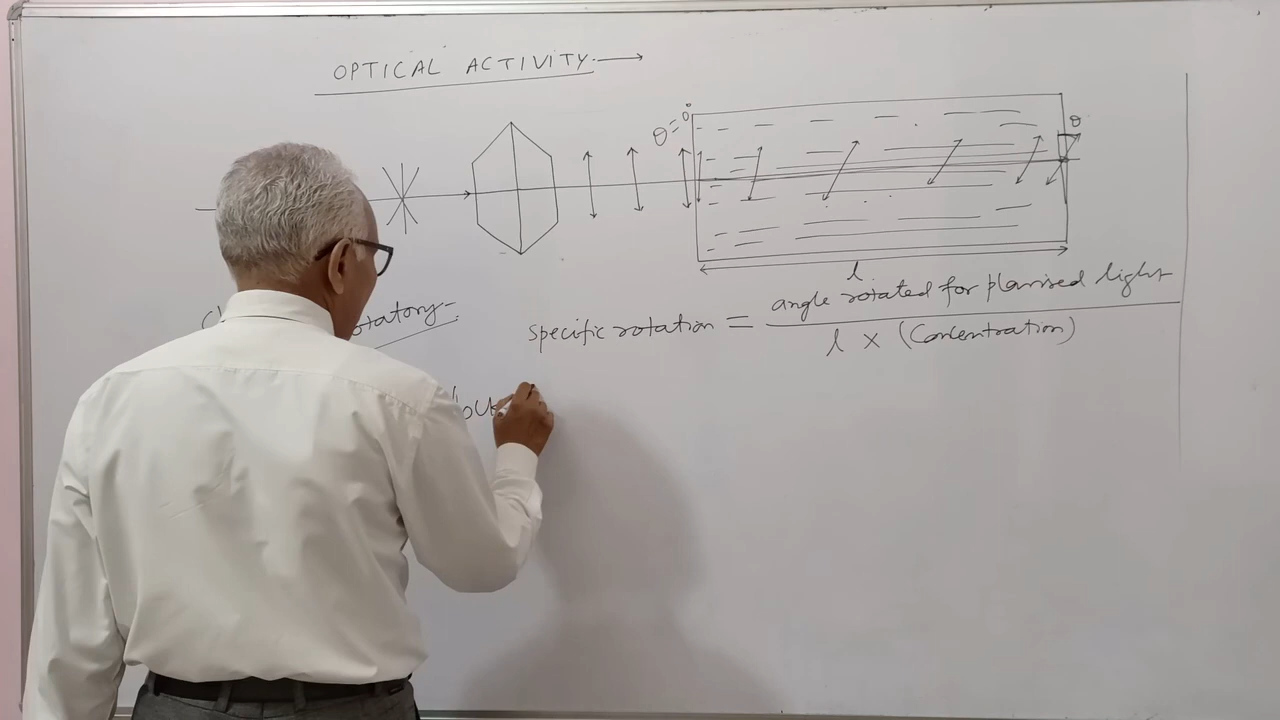 OPTICAL ACTIVITY
θ=0°
θ
l
angle rotated for plarised light
specific rotation =
l × (Concentration)